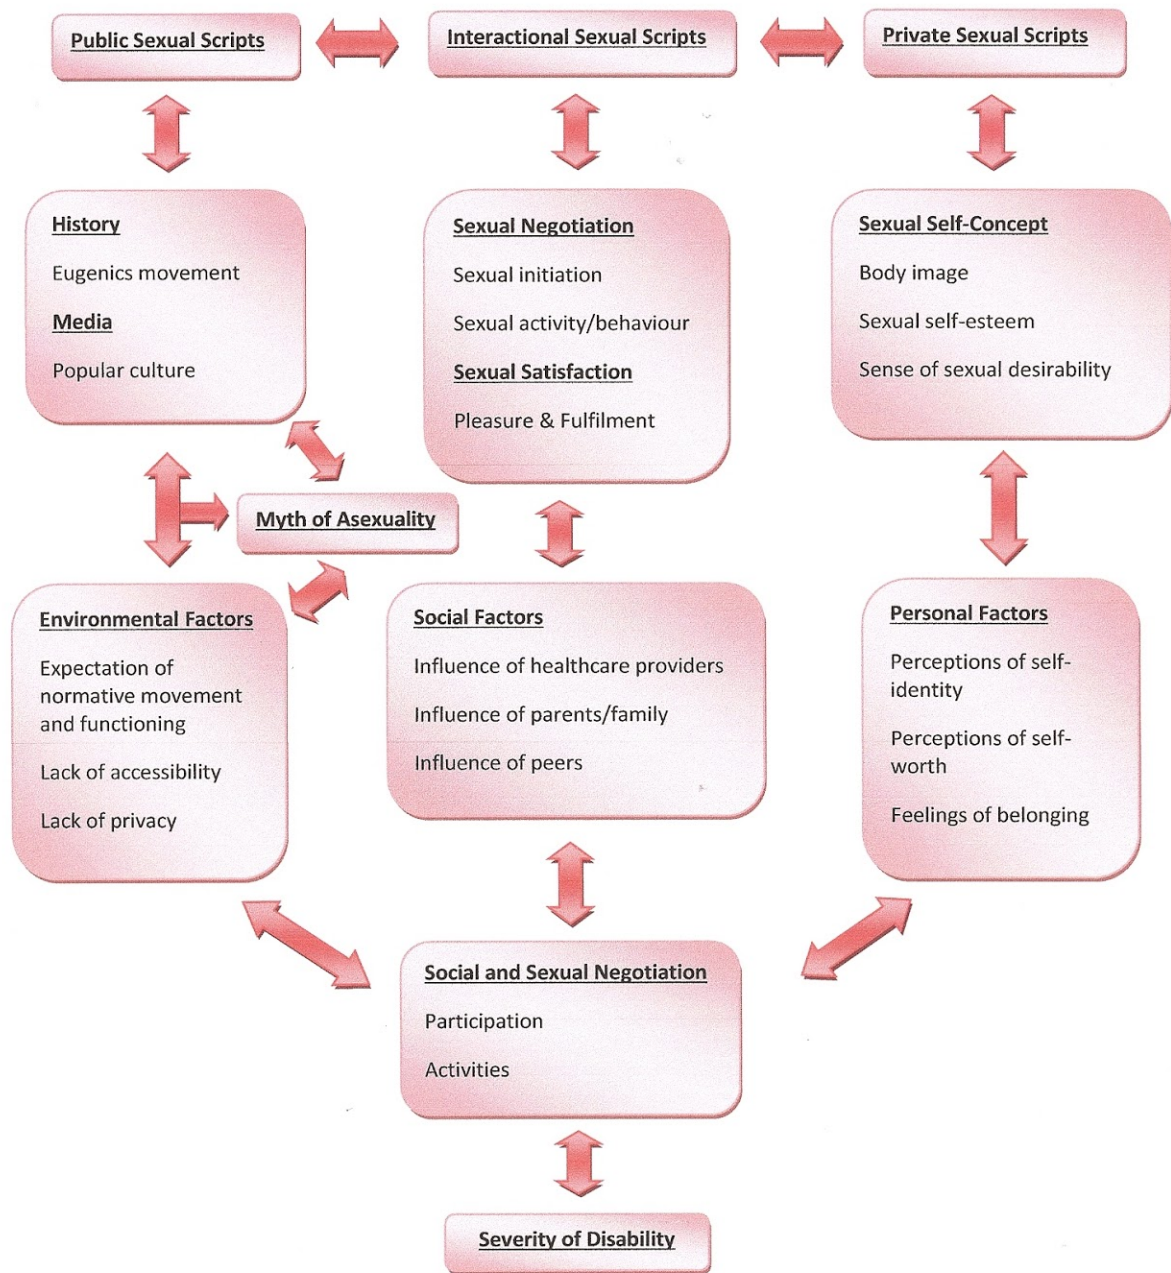 Public Sexual Scripts
Interactional Sexual Scripts
Private Sexual Scripts
History
Eugenics movement
Media
Popular culture
Sexual Negotiation
Sexual initiation
Sexual activity/behaviour
Sexual Satisfaction
Pleasure & Fulfilment
Sexual Self-Concept
Body image
Sexual self-esteem
Sense of sexual desirability
Myth of Asexuality
Environmental Factors
Expectation of
normative movement
and functioning
Lack of accessibility
Lack of privacy
Social Factors
Influence of healthcare providers
Influence of parents/family
Influence of peers
Personal Factors
Perceptions of self-
identity
Perceptions of self-
worth
Feelings of belonging
Social and Sexual Negotiation
Participation
Activities
Severity of Disability